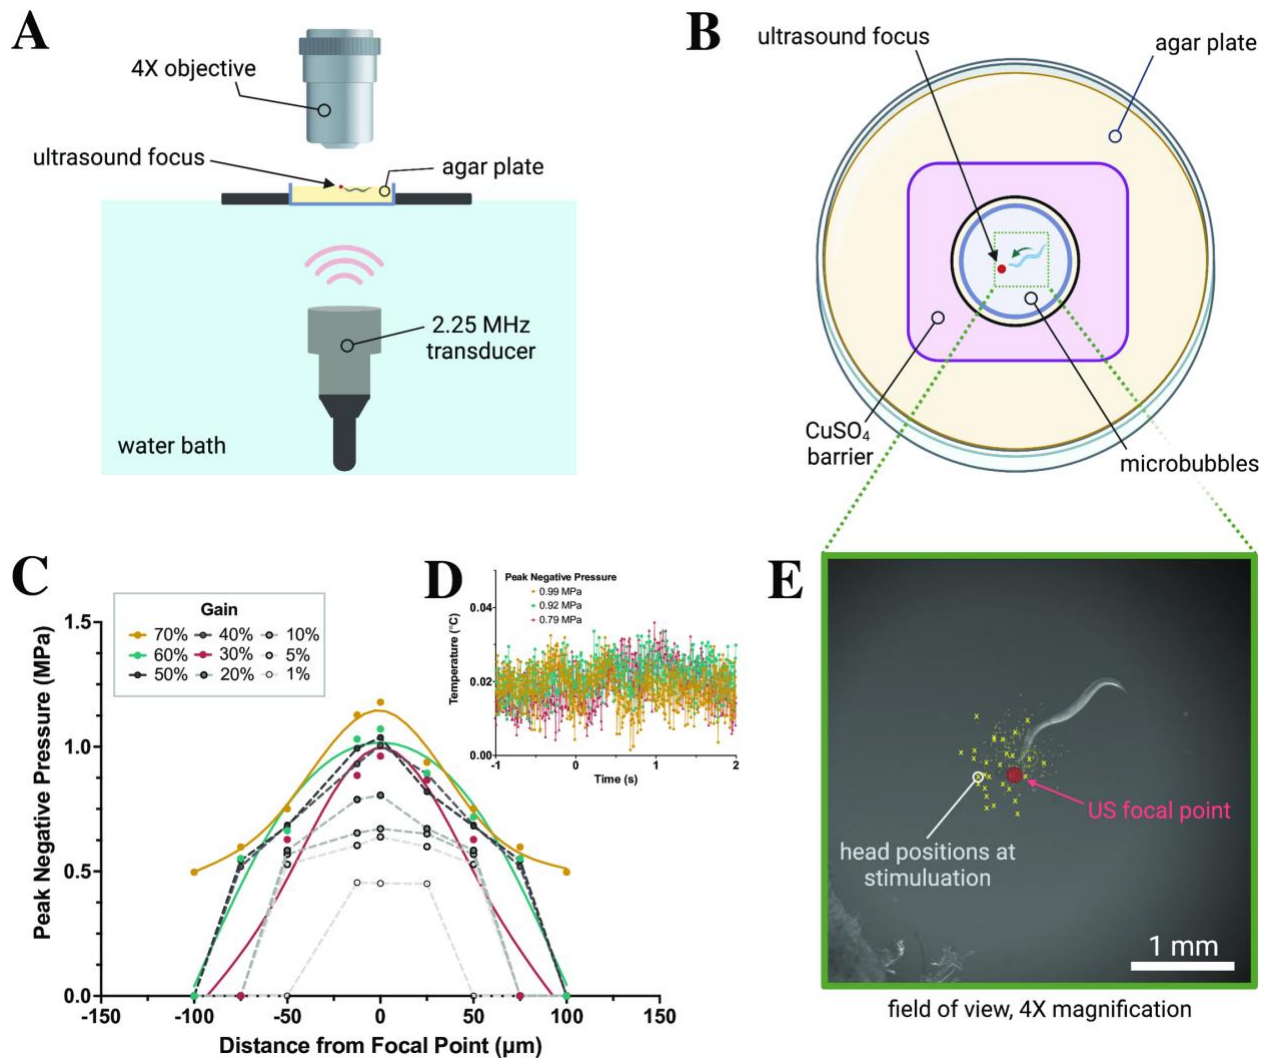 A
4X objective
ultrasound focus
agar plate
2.25 MHz
transducer
water bath
B
ultrasound focus
agar plate
CuSO₄
barrier
microbubbles
C
Gain
70% 40% 10%
60% 30% 5%
50% 20% 1%
Peak Negative Pressure (MPa)
1.5
1.0
0.5
0.0
-150 -100 -50 0 50 100 150
Distance from Focal Point (µm)
D
Peak Negative Pressure
0.99 MPa
0.92 MPa
0.79 MPa
Temperature (°C)
0.04
0.02
0.00
-1 0 1 2
Time (s)
E
US focal point
head positions at
stimuluation
1 mm
field of view, 4X magnification